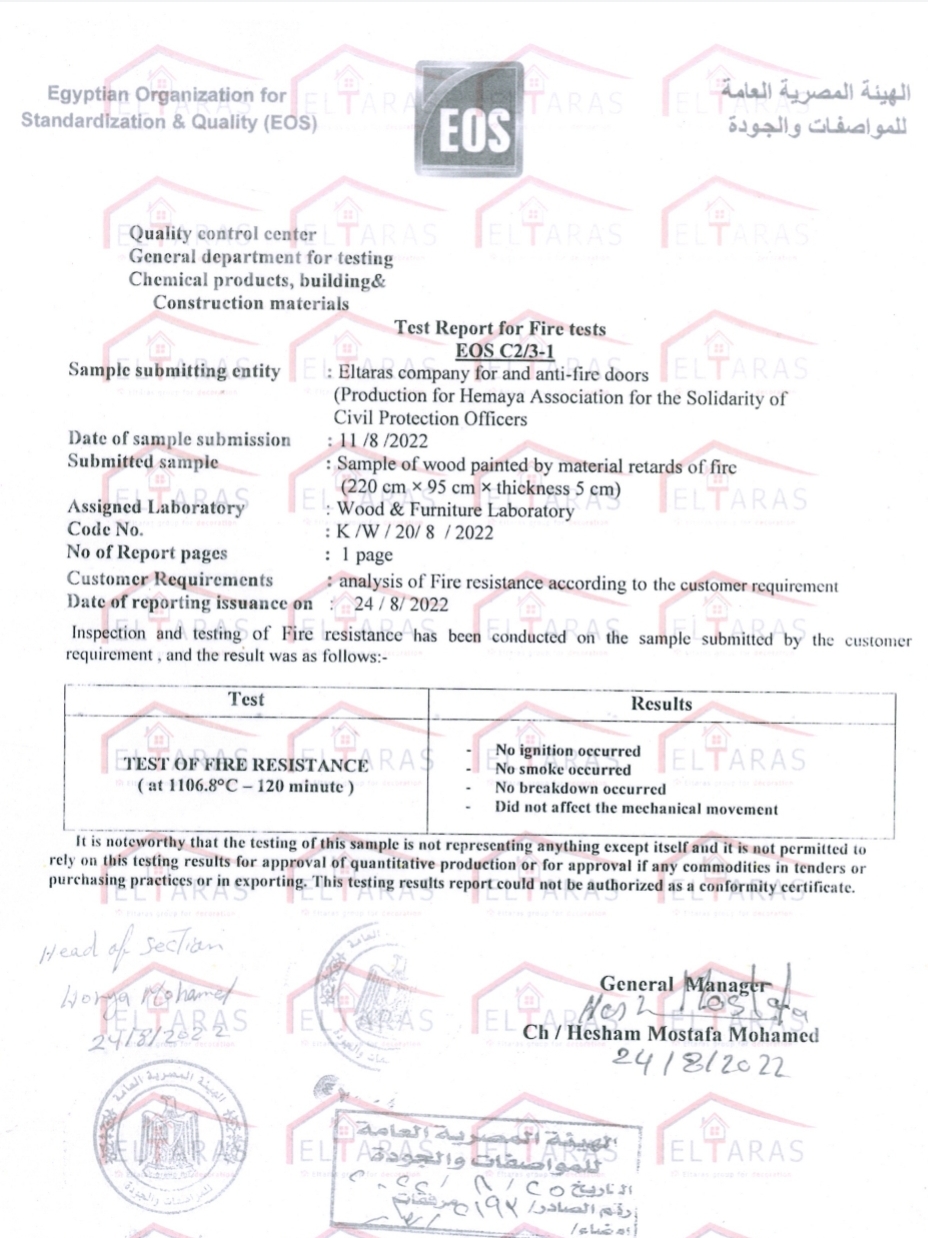 Egyptian Organization for
Standardization & Quality (EOS)
EOS
الهيئة المصرية العامة
للمواصفات والجودة
Quality control center
General department for testing
Chemical products, building&
Construction materials
Test Report for Fire tests
EOS C2/3-1
Sample submitting entity : Eltaras company for and anti-fire doors
(Production for Hemaya Association for the Solidarity of
Civil Protection Officers
Date of sample submission : 11 /8 /2022
Submitted sample : Sample of wood painted by material retards of fire
(220 cm × 95 cm × thickness 5 cm)
Assigned Laboratory : Wood & Furniture Laboratory
Code No. : K /W / 20/ 8 / 2022
No of Report pages : 1 page
Customer Requirements : analysis of Fire resistance according to the customer requirement
Date of reporting issuance on : 24 / 8/ 2022
Inspection and testing of Fire resistance has been conducted on the sample submitted by the customer
requirement , and the result was as follows:-
Test Results
TEST OF FIRE RESISTANCE
( at 1106.8°C – 120 minute )
- No ignition occurred
- No smoke occurred
- No breakdown occurred
- Did not affect the mechanical movement
It is noteworthy that the testing of this sample is not representing anything except itself and it is not permitted to
rely on this testing results for approval of quantitative production or for approval if any commodities in tenders or
purchasing practices or in exporting. This testing results report could not be authorized as a conformity certificate.
Head of Section
Mohamed
24/8/2022
General Manager
Ch / Hesham Mostafa Mohamed
24/8/2022
الهيئة المصرية العامة
للمواصفات والجودة
الهيئة المصرية العامة
للمواصفات والجودة
التاريخ
رقم الصادر/
امضاء/
ELTARAS